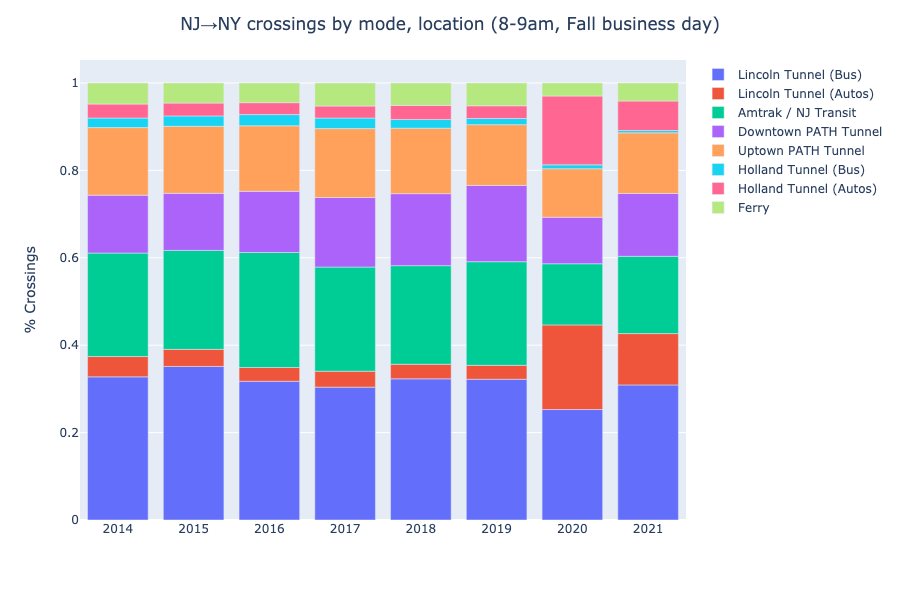 NJ→NY crossings by mode, location (8-9am, Fall business day)
% Crossings
1
0.8
0.6
0.4
0.2
0
2014 2015 2016 2017 2018 2019 2020 2021
Lincoln Tunnel (Bus)
Lincoln Tunnel (Autos)
Amtrak / NJ Transit
Downtown PATH Tunnel
Uptown PATH Tunnel
Holland Tunnel (Bus)
Holland Tunnel (Autos)
Ferry